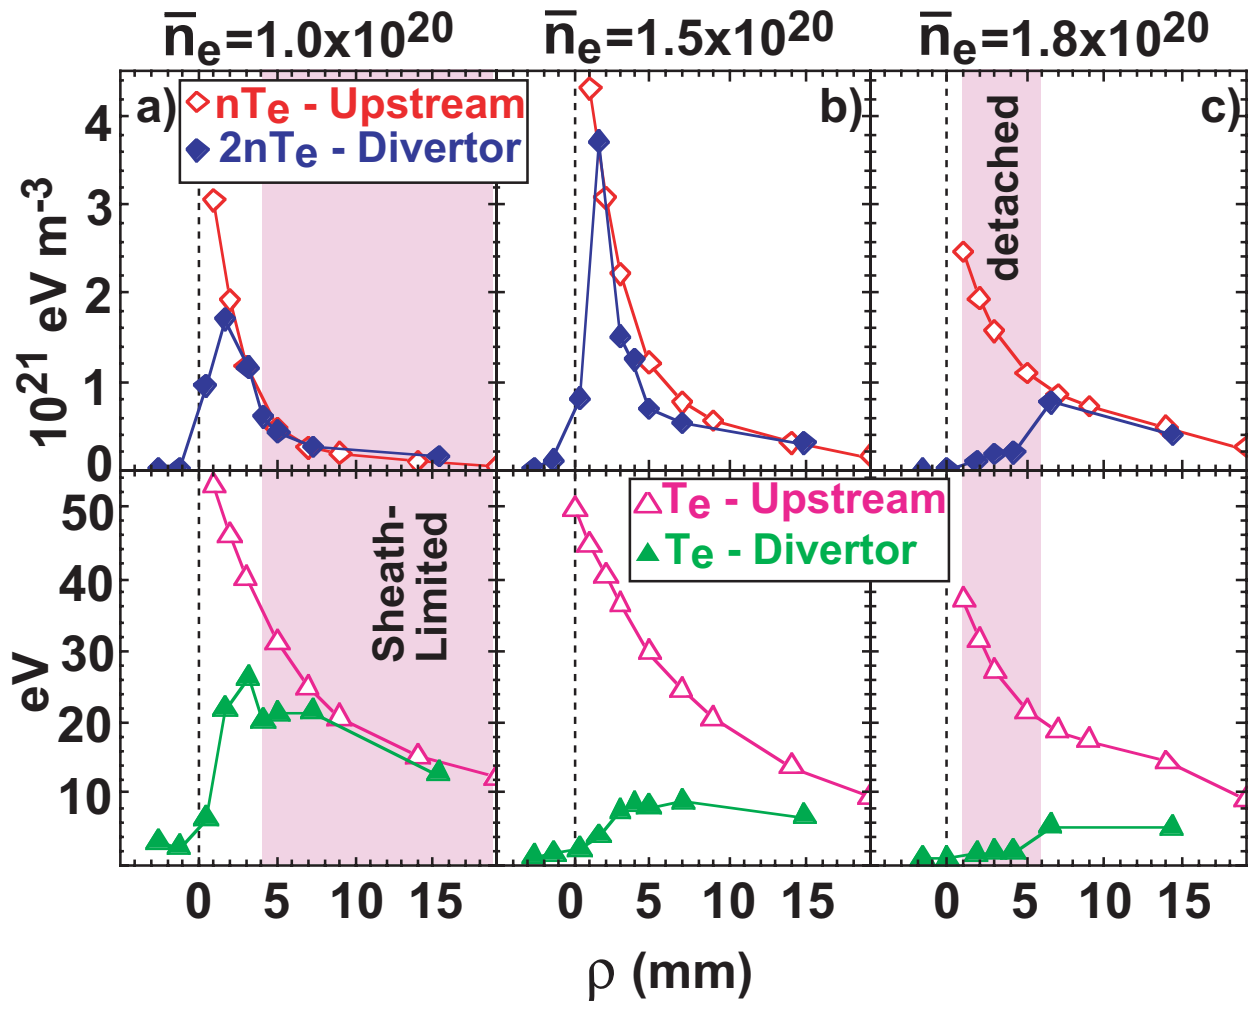 n̅e=1.0x10²⁰ n̅e=1.5x10²⁰ n̅e=1.8x10²⁰
a) b) c)
nTe - Upstream
2nTe - Divertor
detached
10²¹ eV m⁻³
4
3
2
1
0
Te - Upstream
Te - Divertor
Sheath-
Limited
eV
50
40
30
20
10
0 5 10 15 0 5 10 15 0 5 10 15
ρ (mm)